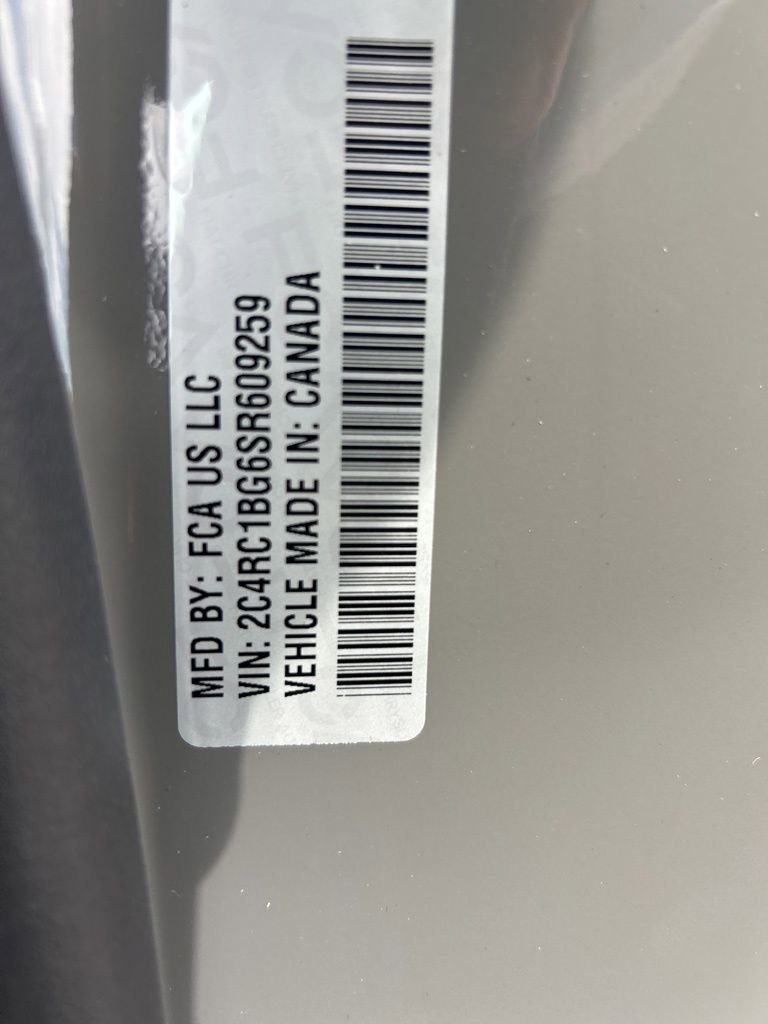 MFD BY: FCA US LLC
VIN: 2C4RC1BG6SR609259
VEHICLE MADE IN: CANADA